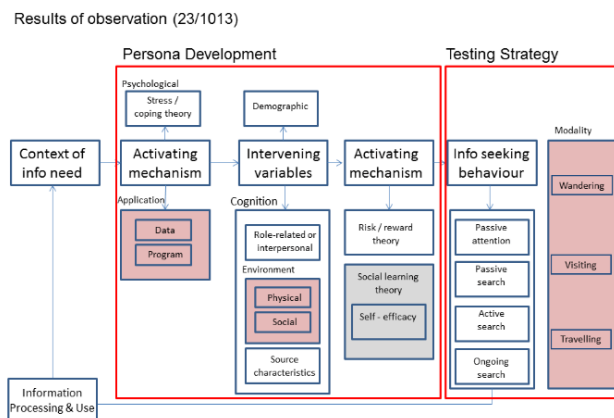 Results of observation (23/1013)
Persona Development
Testing Strategy
Psychological
Stress /
coping theory
Demographic
Modality
Context of
info need
Activating
mechanism
Intervening
variables
Activating
mechanism
Info seeking
behaviour
Wandering
Application
Data
Program
Cognition
Role-related or
interpersonal
Environment
Physical
Social
Source
characteristics
Risk / reward
theory
Social learning
theory
Self - efficacy
Passive
attention
Passive
search
Active
search
Ongoing
search
Visiting
Travelling
Information
Processing & Use